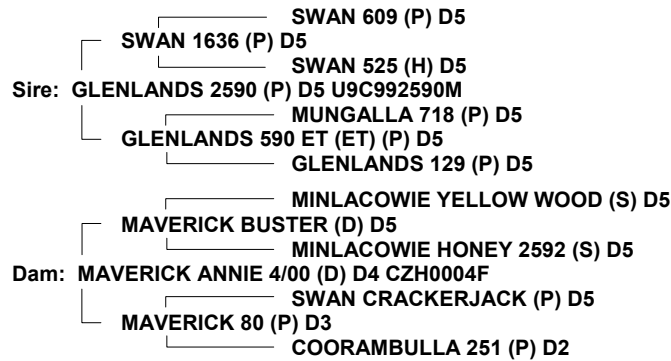 SWAN 609 (P) D5
SWAN 1636 (P) D5
SWAN 525 (H) D5
Sire: GLENLANDS 2590 (P) D5 U9C992590M
MUNGALLA 718 (P) D5
GLENLANDS 590 ET (ET) (P) D5
GLENLANDS 129 (P) D5
MINLACOWIE YELLOW WOOD (S) D5
MAVERICK BUSTER (D) D5
MINLACOWIE HONEY 2592 (S) D5
Dam: MAVERICK ANNIE 4/00 (D) D4 CZH0004F
SWAN CRACKERJACK (P) D5
MAVERICK 80 (P) D3
COORAMBULLA 251 (P) D2